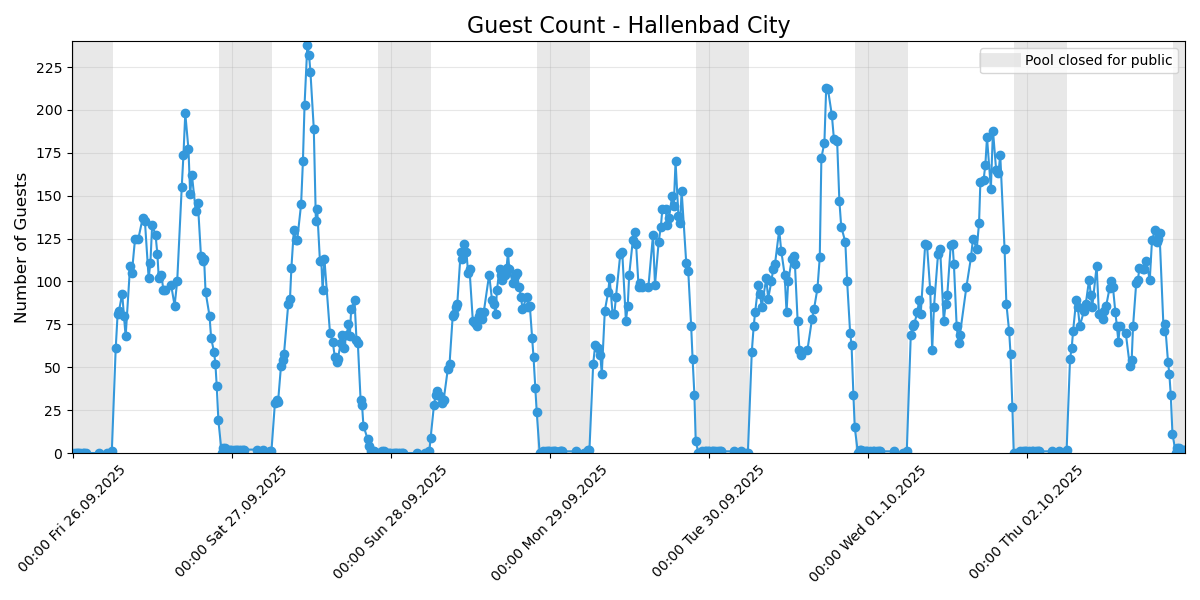 Guest Count - Hallenbad City
Pool closed for public
Number of Guests
225
200
175
150
125
100
75
50
25
0
00:00 Fri 26.09.2025
00:00 Sat 27.09.2025
00:00 Sun 28.09.2025
00:00 Mon 29.09.2025
00:00 Tue 30.09.2025
00:00 Wed 01.10.2025
00:00 Thu 02.10.2025